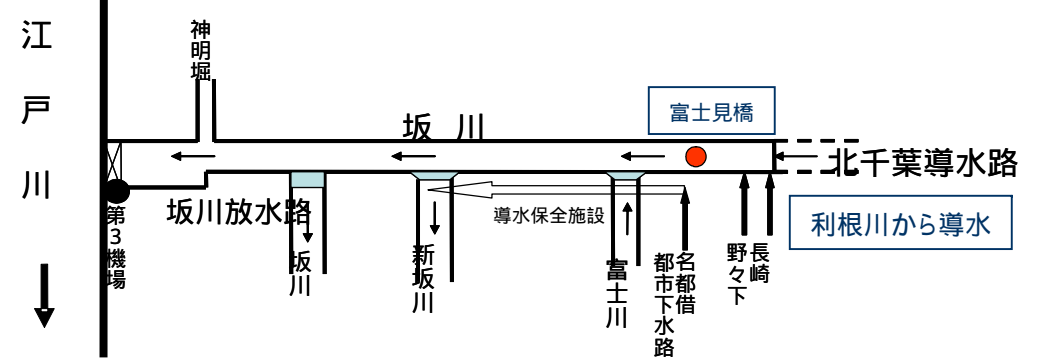 江戸川
神明堀
坂川
富士見橋
北千葉導水路
利根川から導水
坂川放水路
第3機場
導水保全施設
坂川
新坂川
富士川
都市下水路
名都借
野々下
長崎